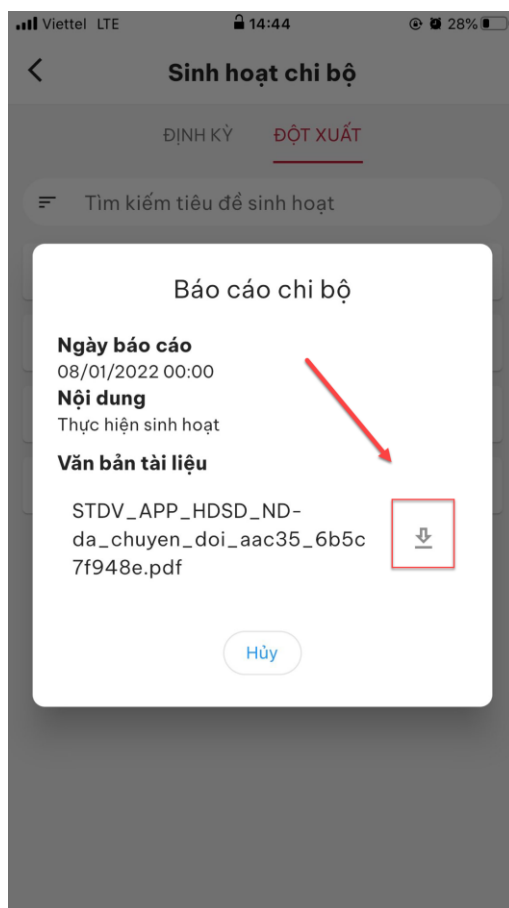 Viettel LTE 14:44 28%
Sinh hoạt chi bộ
ĐỊNH KỲ ĐỘT XUẤT
Tìm kiếm tiêu đề sinh hoạt
Báo cáo chi bộ
Ngày báo cáo
08/01/2022 00:00
Nội dung
Thực hiện sinh hoạt
Văn bản tài liệu
STDV_APP_HDSD_ND-
da_chuyen_doi_aac35_6b5c
7f948e.pdf
Hủy